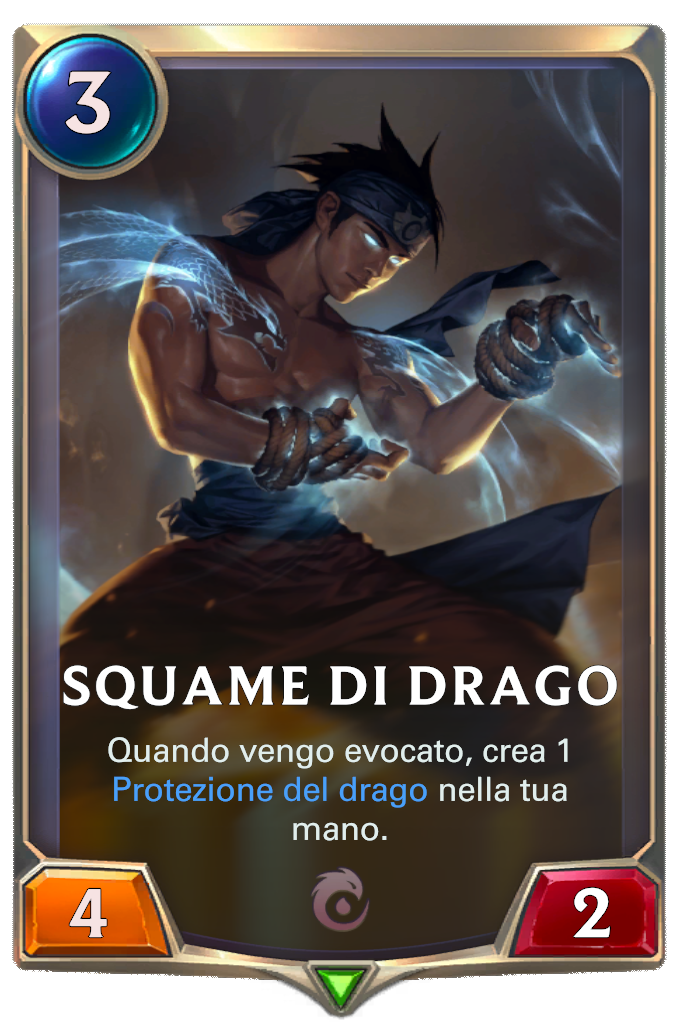 3
SQUAME DI DRAGO
Quando vengo evocato, crea 1
Protezione del drago nella tua
mano.
4
2